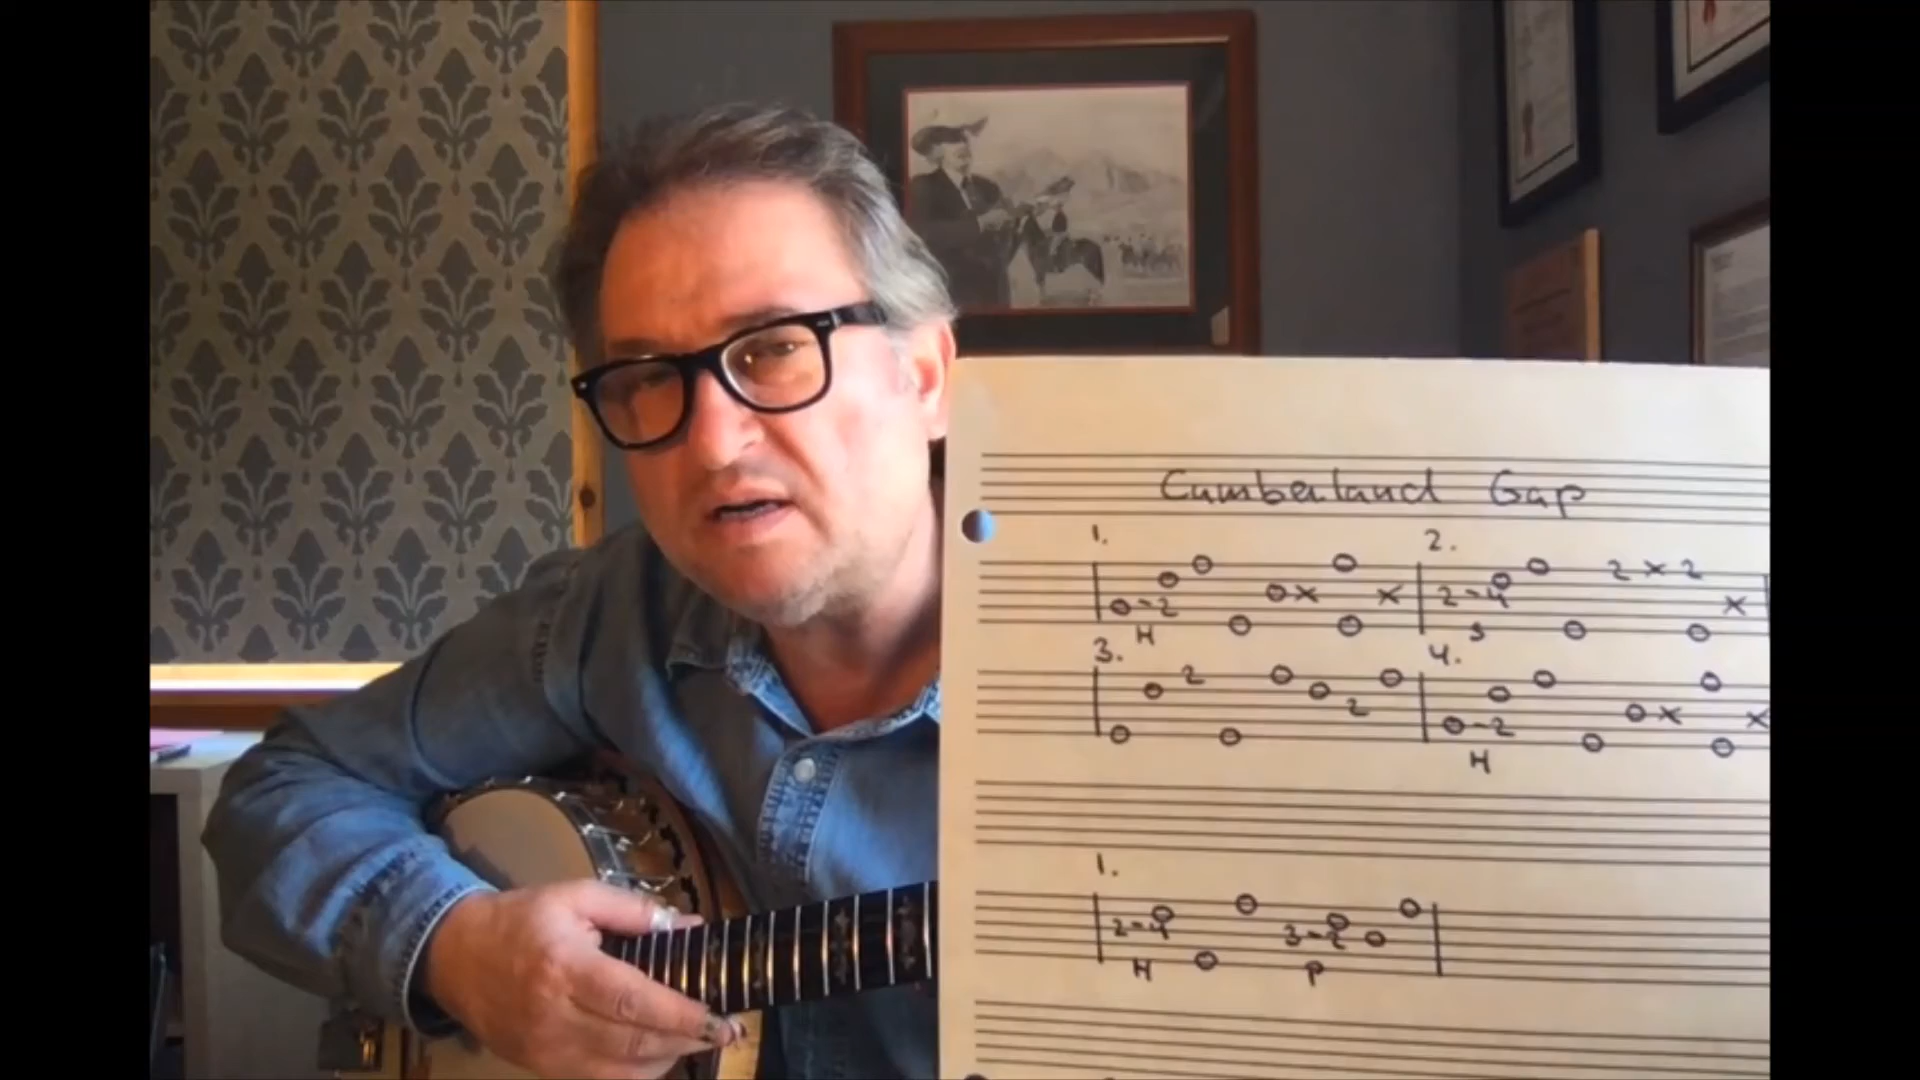 Cumberland Gap
1. 2.
0-2 0 0 0 0x 0 0 x 2-4 0 0 0 2x2 0 x
H S
3. 4.
0 0 2 0 0 0 2 0 0-2 0 0 0 0x 0 0 x
H
1.
2-4 0 0 0 3-2 0 0 0
H P